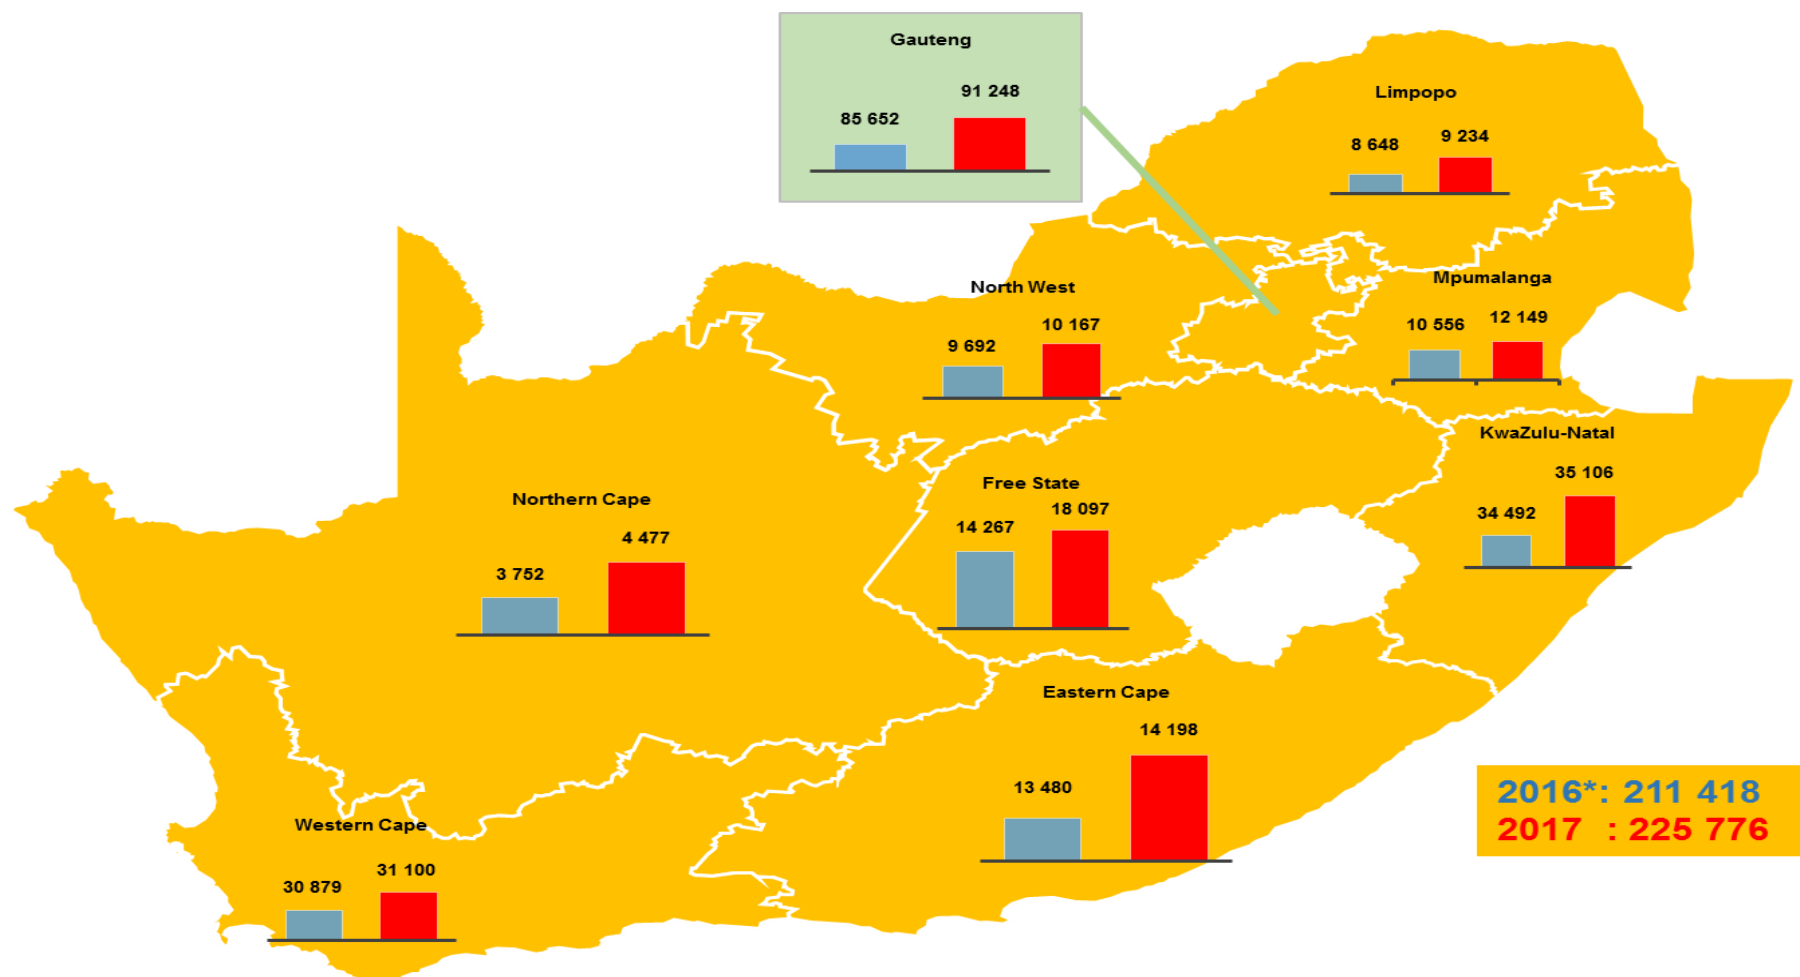 Gauteng
85 652
91 248
Limpopo
8 648
9 234
North West
9 692
10 167
Mpumalanga
10 556
12 149
KwaZulu-Natal
34 492
35 106
Northern Cape
3 752
4 477
Free State
14 267
18 097
Eastern Cape
13 480
14 198
Western Cape
30 879
31 100
2016*: 211 418
2017 : 225 776